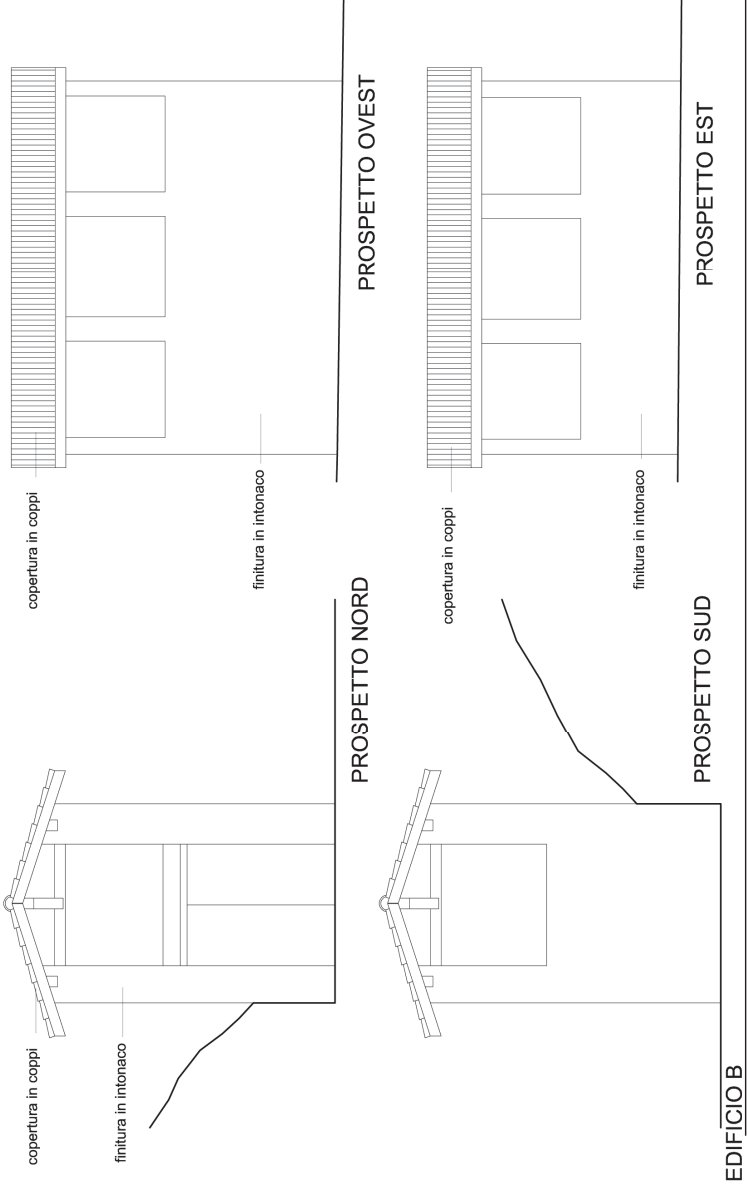 copertura in coppi
finitura in intonaco
PROSPETTO NORD
copertura in coppi
finitura in intonaco
PROSPETTO OVEST
PROSPETTO SUD
copertura in coppi
finitura in intonaco
PROSPETTO EST
EDIFICIO B